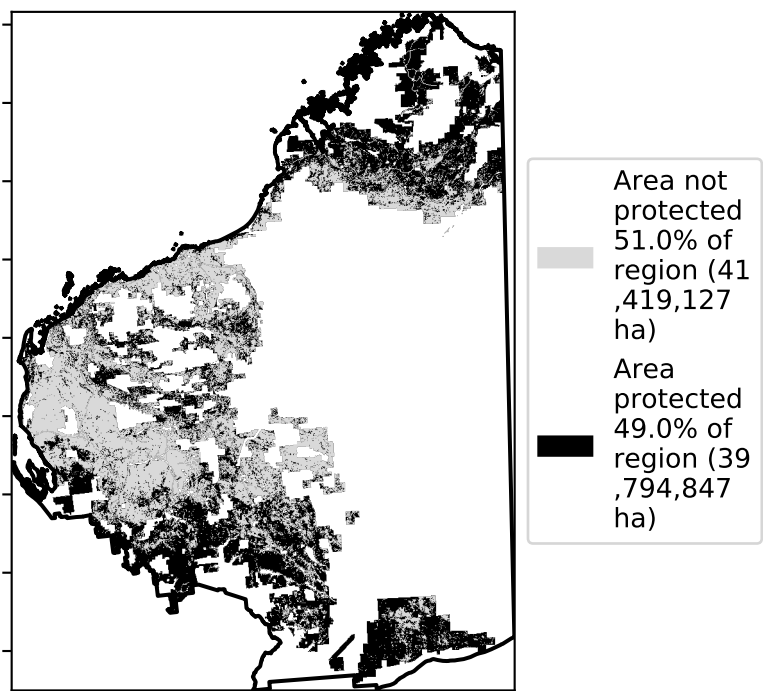 Area not
protected
51.0% of
region (41
,419,127
ha)
Area
protected
49.0% of
region (39
,794,847
ha)